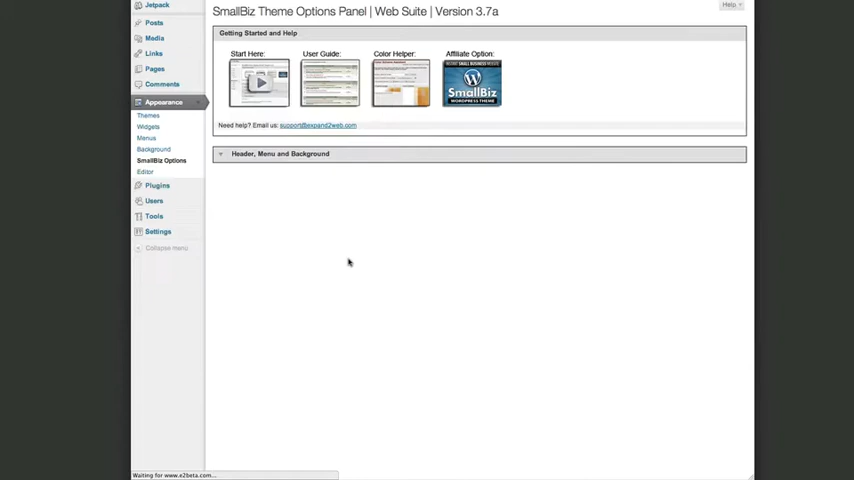 Jetpack
Posts
Media
Links
Pages
Comments
Appearance
Themes
Widgets
Menus
Background
SmallBiz Options
Editor
Plugins
Users
Tools
Settings
Collapse menu
SmallBiz Theme Options Panel | Web Suite | Version 3.7a
Help
Getting Started and Help
Start Here: User Guide: Color Helper: Affiliate Option:
SmallBiz
WORDPRESS THEME
Need help? Email us: support@expand2web.com
Header, Menu and Background
Waiting for www.e2beta.com...